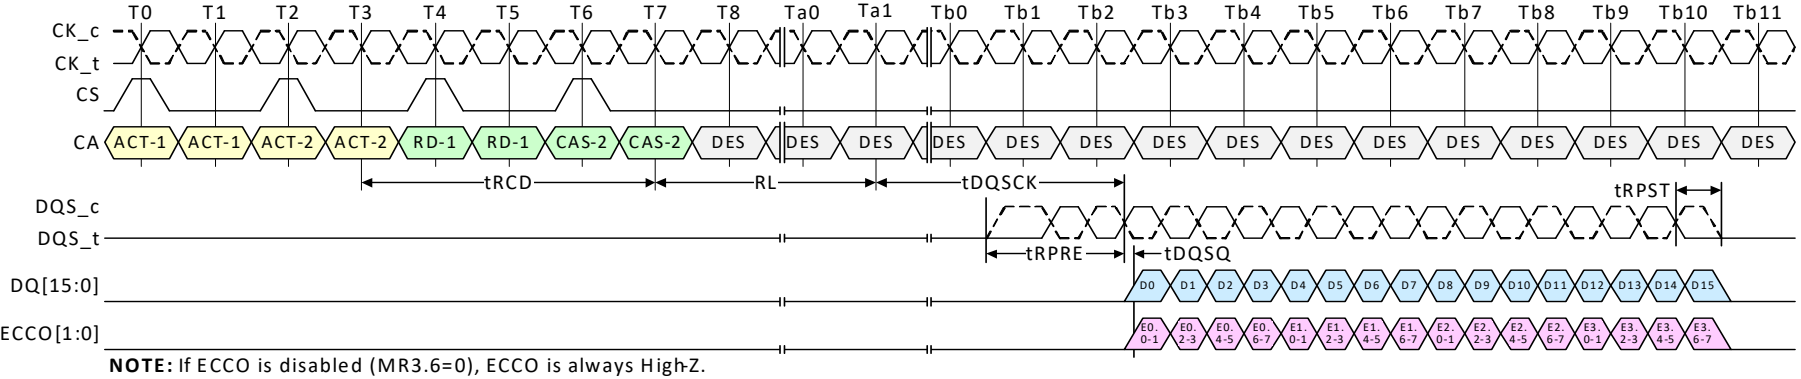 T0 T1 T2 T3 T4 T5 T6 T7 T8 Ta0 Ta1 Tb0 Tb1 Tb2 Tb3 Tb4 Tb5 Tb6 Tb7 Tb8 Tb9 Tb10 Tb11
CK_c
CK_t
CS
CA ACT-1 ACT-1 ACT-2 ACT-2 RD-1 RD-1 CAS-2 CAS-2 DES DES DES DES DES DES DES DES DES DES DES DES DES DES DES
tRCD RL tDQSCK tRPST
DQS_c
DQS_t
tRPRE tDQSQ
DQ[15:0] D0 D1 D2 D3 D4 D5 D6 D7 D8 D9 D10 D11 D12 D13 D14 D15
ECCO[1:0] E0. 0-1 E0. 2-3 E0. 4-5 E0. 6-7 E1. 0-1 E1. 2-3 E1. 4-5 E1. 6-7 E2. 0-1 E2. 2-3 E2. 4-5 E2. 6-7 E3. 0-1 E3. 2-3 E3. 4-5 E3. 6-7
NOTE: If ECCO is disabled (MR3.6=0), ECCO is always High-Z.